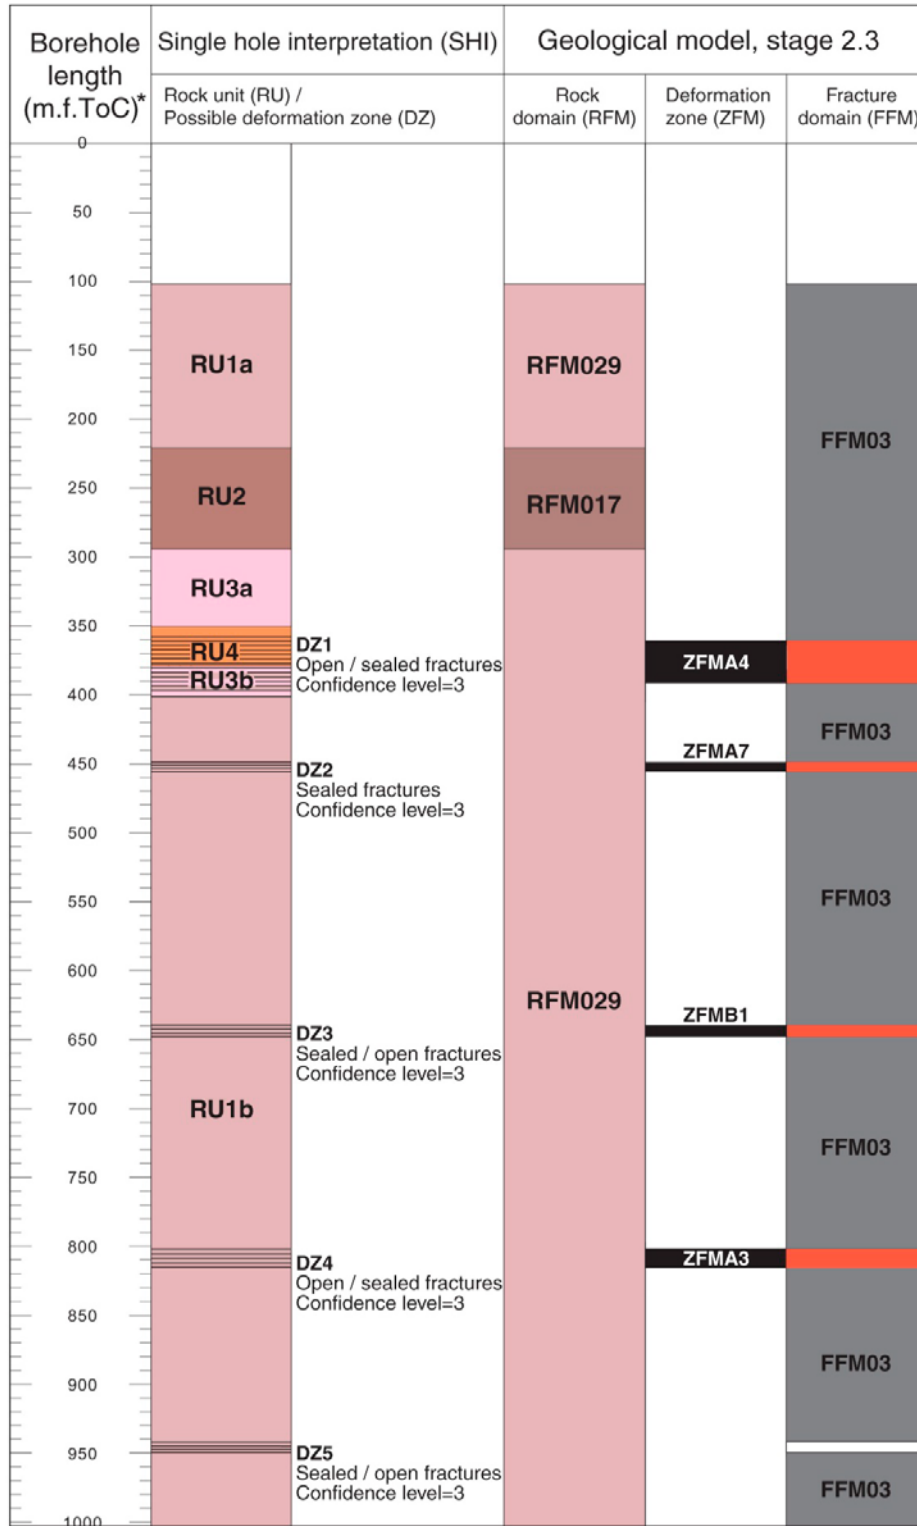 Borehole
length
(m.f.ToC)*
Single hole interpretation (SHI)
Geological model, stage 2.3
Rock unit (RU) /
Possible deformation zone (DZ)
Rock
domain (RFM)
Deformation
zone (ZFM)
Fracture
domain (FFM)
0
50
100
150
RU1a
RFM029
200
FFM03
250
RU2
RFM017
300
RU3a
350
DZ1
RU4
Open / sealed fractures
ZFMA4
RU3b
Confidence level=3
400
FFM03
ZFMA7
450
DZ2
Sealed fractures
Confidence level=3
500
550
FFM03
600
RFM029
ZFMB1
650
DZ3
Sealed / open fractures
Confidence level=3
700
RU1b
FFM03
750
800
ZFMA3
DZ4
Open / sealed fractures
Confidence level=3
850
FFM03
900
950
DZ5
Sealed / open fractures
FFM03
Confidence level=3
1000